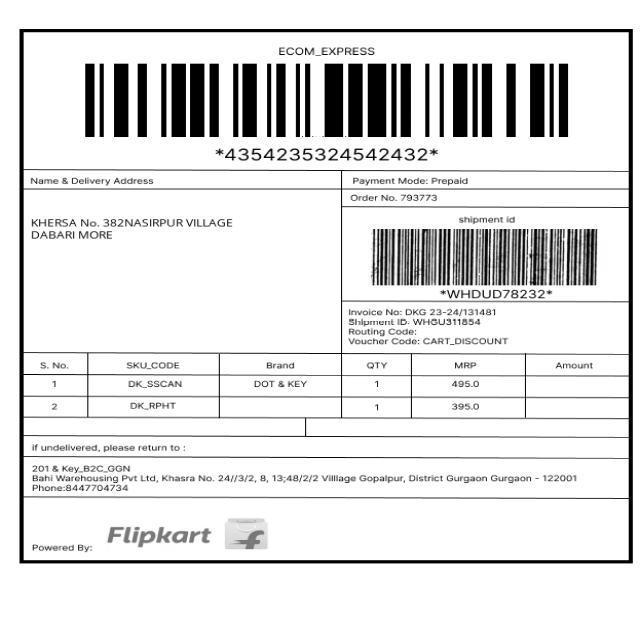 ECOM_EXPRESS
*4354235324542432*
Name & Delivery Address
Payment Mode: Prepaid
Order No. 793773
KHERSA No. 382NASIRPUR VILLAGE
DABARI MORE
shipment id
*WHDUD78232*
Invoice No: DKG 23-24/131481
Shipment ID: WHGU311854
Routing Code:
Voucher Code: CART_DISCOUNT
S. No. SKU_CODE Brand QTY MRP Amount
1 DK_SSCAN DOT & KEY 1 495.0
2 DK_RPHT 1 395.0
if undelivered, please return to :
201 & Key_B2C_GGN
Bahi Warehousing Pvt Ltd, Khasra No. 24//3/2, 8, 13;48/2/2 Villlage Gopalpur, District Gurgaon Gurgaon - 122001
Phone:8447704734
Powered By: Flipkart